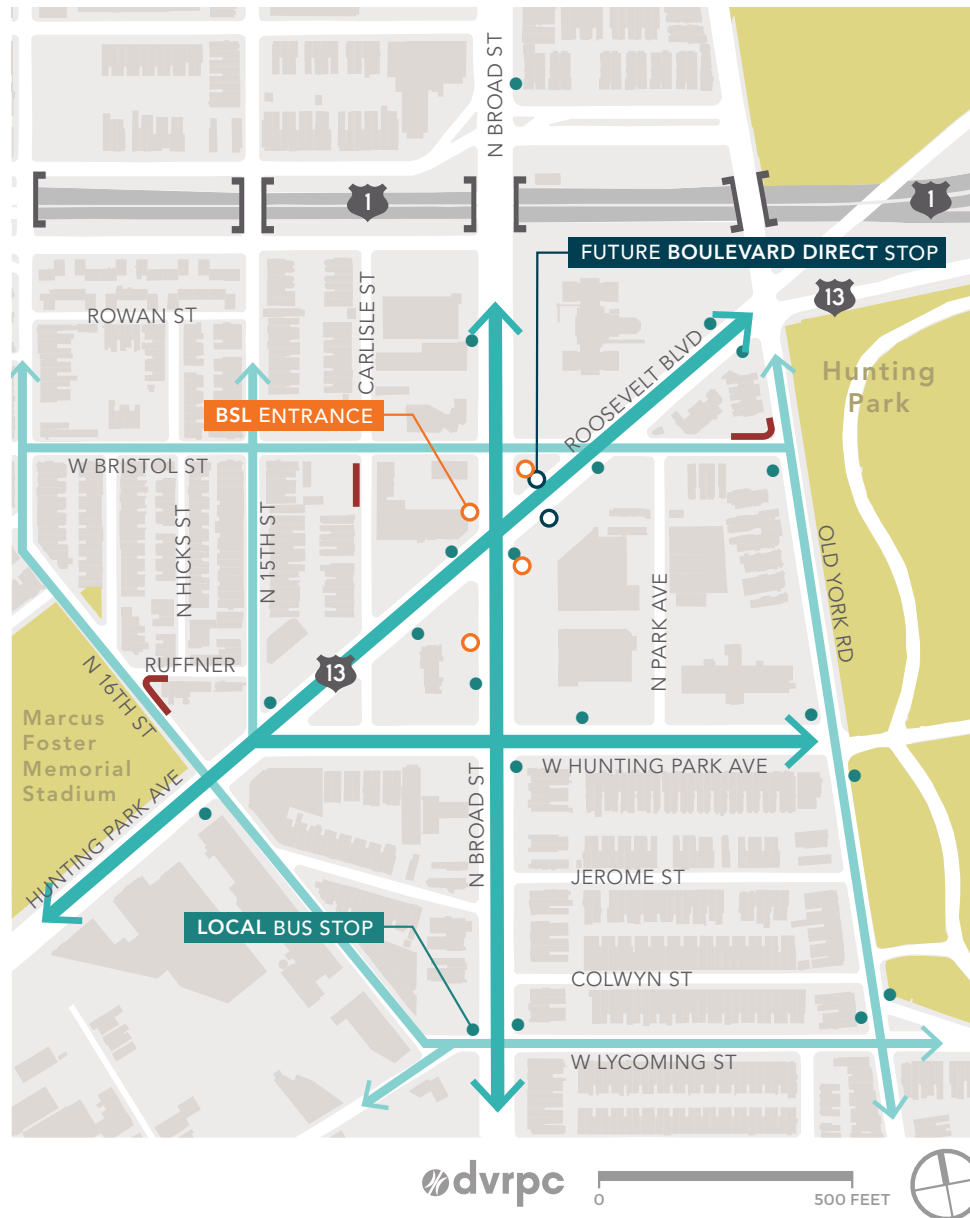 N BROAD ST
1
1
FUTURE BOULEVARD DIRECT STOP
13
ROWAN ST
CARLISLE ST
ROOSEVELT BLVD
Hunting
Park
BSL ENTRANCE
W BRISTOL ST
N HICKS ST
N 15TH ST
OLD YORK RD
N PARK AVE
RUFFNER
13
N 16TH ST
Marcus
Foster
Memorial
Stadium
HUNTING PARK AVE
W HUNTING PARK AVE
N BROAD ST
JEROME ST
LOCAL BUS STOP
COLWYN ST
W LYCOMING ST
dvrpc
0
500 FEET